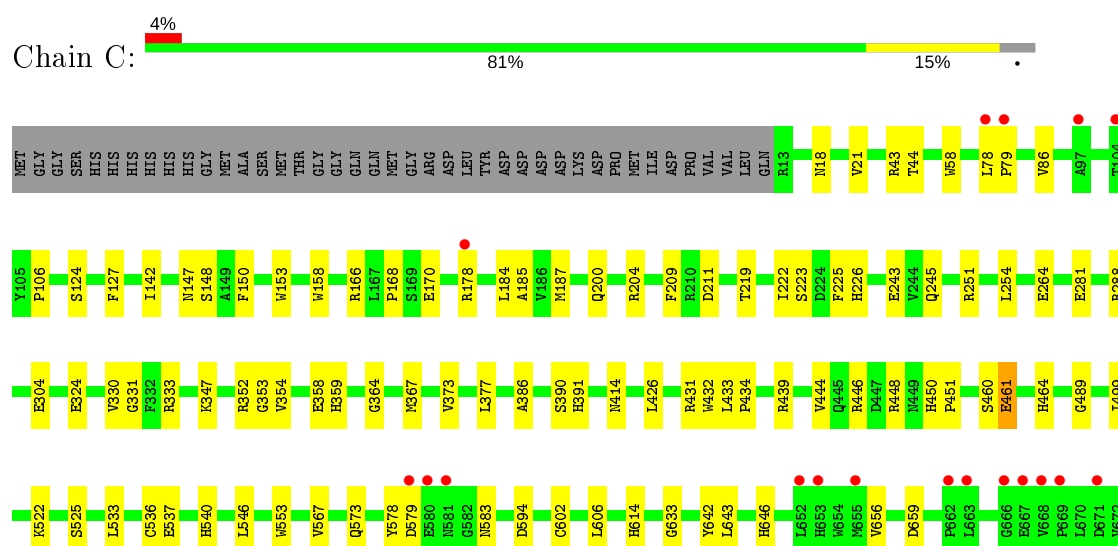 4%
Chain C:
81% 15% •
MET GLY GLY SER HIS HIS HIS HIS HIS HIS GLY MET ALA SER MET THR GLY GLY GLN GLN MET GLY ARG ASP LEU TYR ASP ASP ASP ASP LYS ASP PRO MET ILE ASP PRO VAL VAL LEU GLN R13 N18 V21 R43 T44 W58 L78 P79 V86 A97 T104
Y105 P106 S124 F127 I142 N147 S148 A149 F150 W153 W158 R166 L167 P168 S169 E170 R178 L184 A185 V186 M187 Q200 R204 F209 R210 D211 T219 I222 S223 D224 F225 H226 E243 V244 Q245 R251 L254 E264 E281 R288
E304 E324 V330 G331 F332 R333 K347 R352 G353 V354 E358 H359 G364 M367 V373 L377 A386 S390 H391 N414 L426 R431 W432 L433 P434 R439 V444 Q445 R446 D447 R448 N449 H450 P451 S460 E461 H464 G489
K522 S525 L533 C536 E537 H540 L546 W553 V567 Q573 Y578 D579 E580 N581 G582 N583 D594 C602 L606 H614 G633 Y642 L643 H646 L652 H653 W654 M655 V656 D659 P662 L663 G666 E667 V668 P669 L670 D671